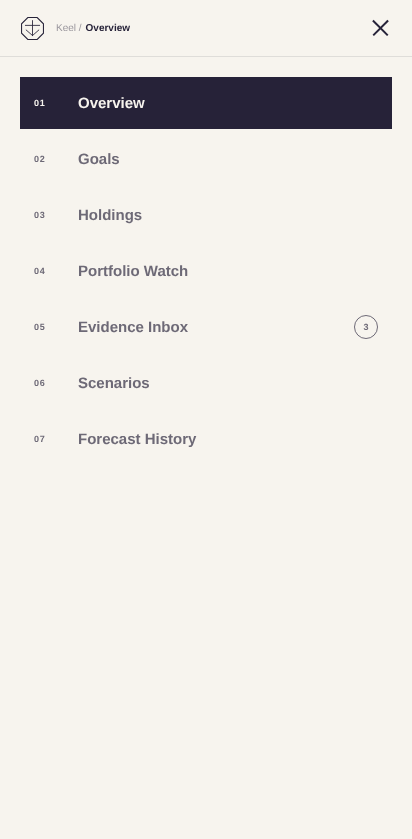 Keel / Overview
01 Overview
02 Goals
03 Holdings
04 Portfolio Watch
05 Evidence Inbox 3
06 Scenarios
07 Forecast History